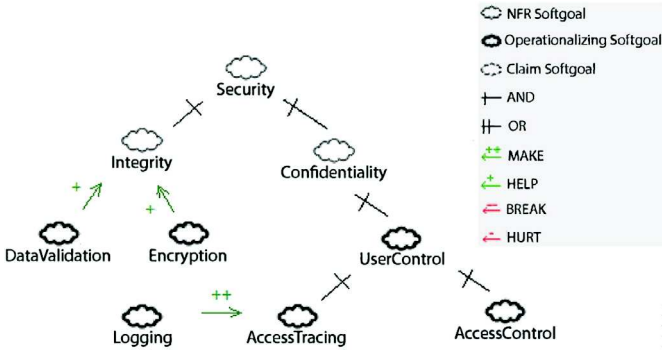 Security
Integrity
Confidentiality
+
+
DataValidation
Encryption
UserControl
++
Logging
AccessTracing
AccessControl
NFR Softgoal
Operationalizing Softgoal
Claim Softgoal
AND
OR
++ MAKE
+ HELP
-- BREAK
- HURT